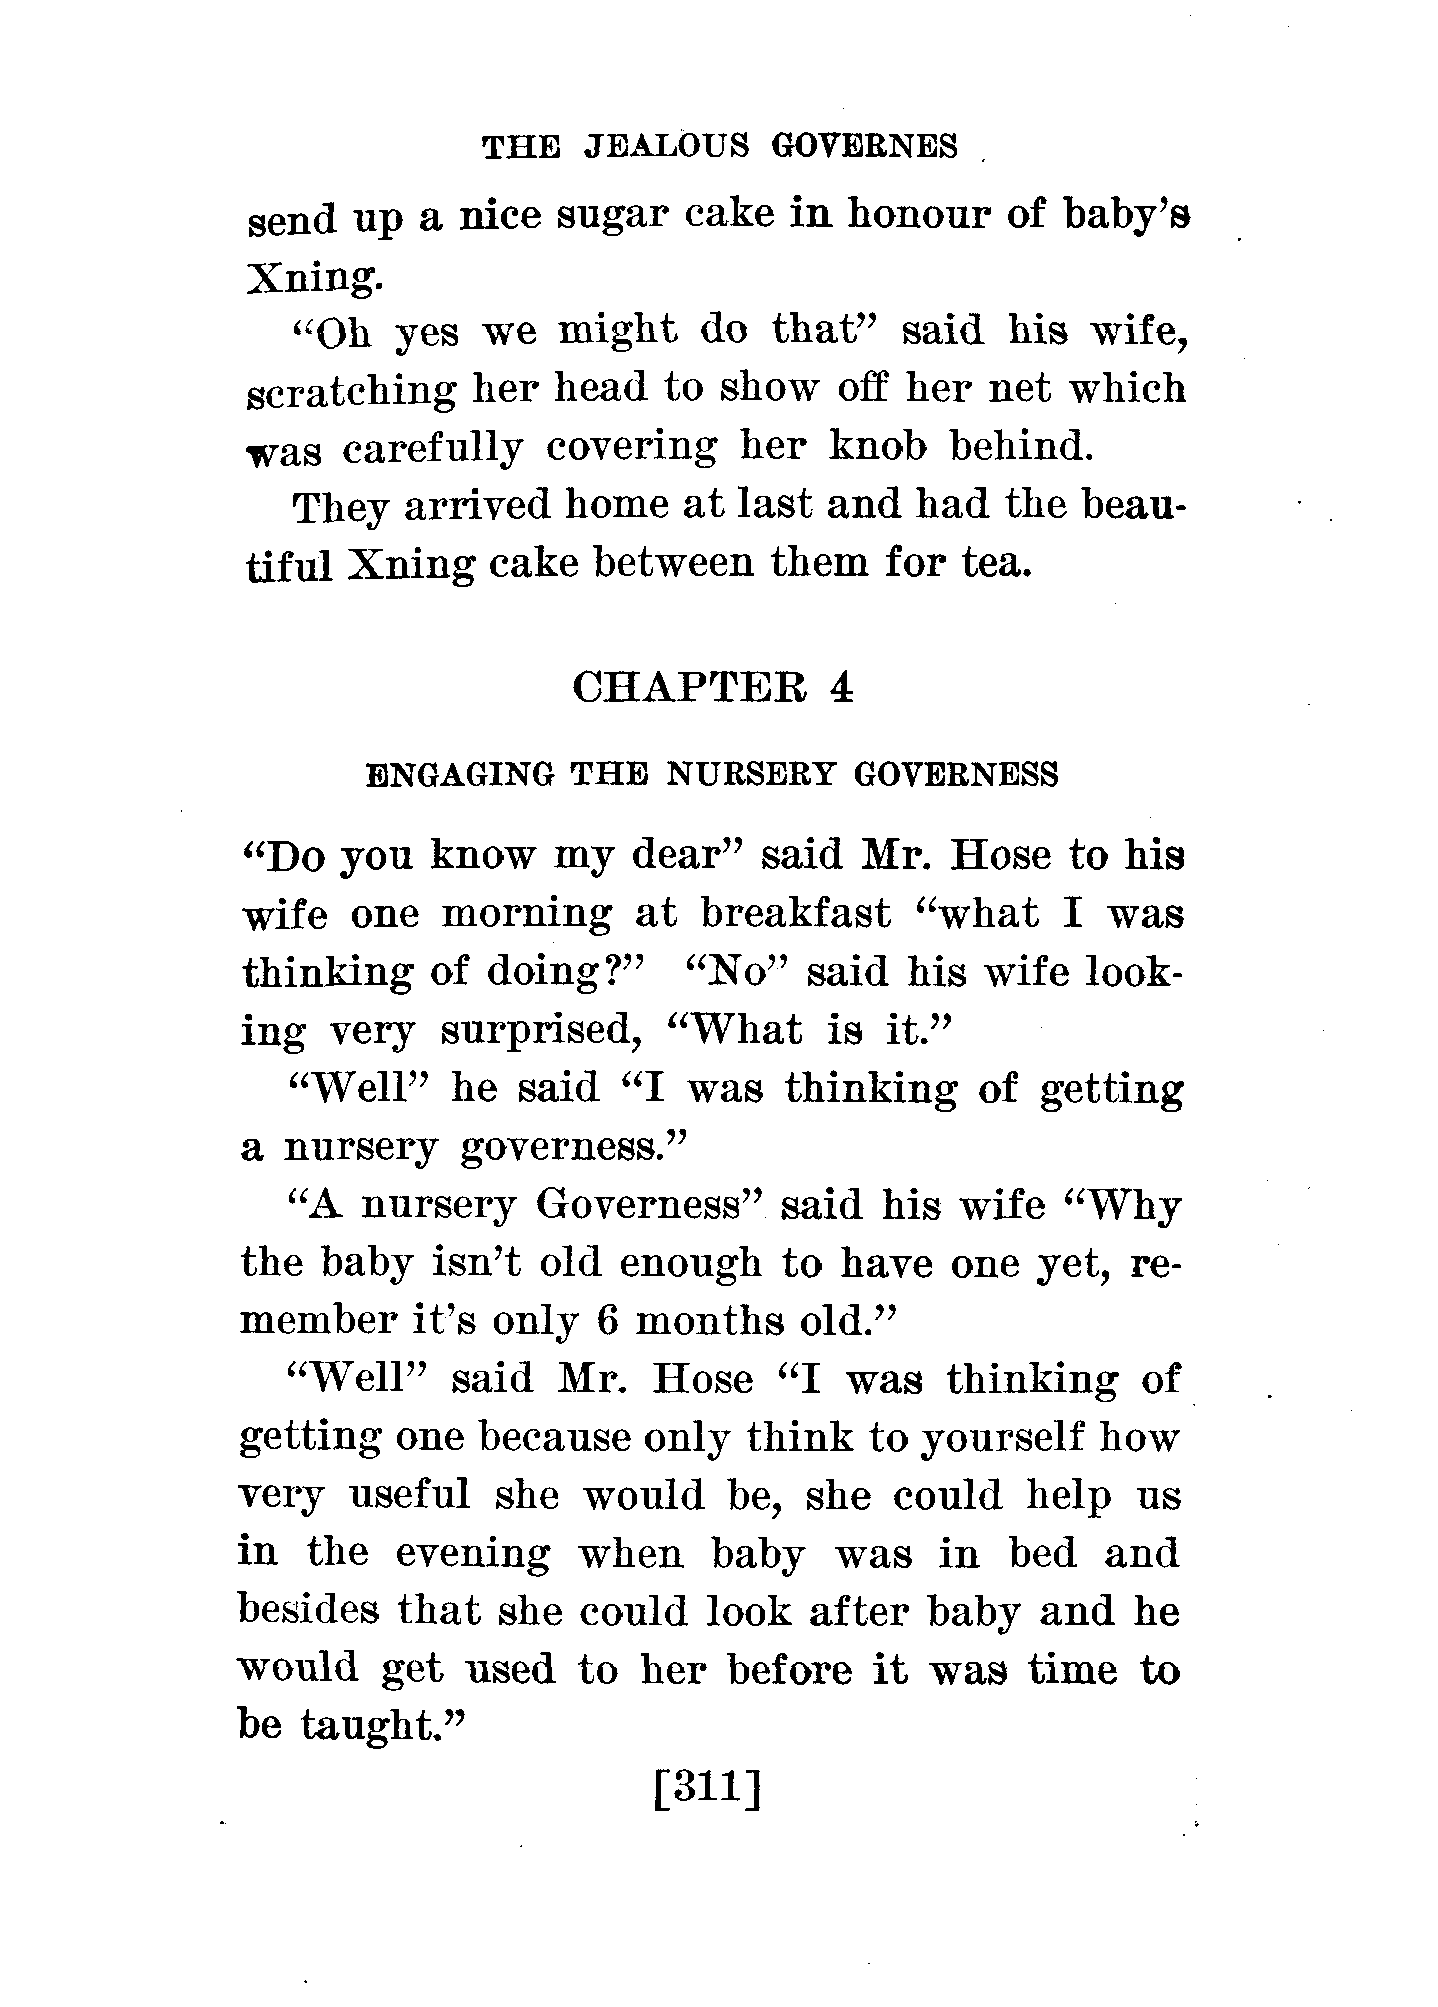 THE JEALOUS GOVERNES
send up a nice sugar cake in honour of baby's
Xning.
"Oh yes we might do that" said his wife,
scratching her head to show off her net which
was carefully covering her knob behind.
They arrived home at last and had the beau-
tiful Xning cake between them for tea.
CHAPTER 4
ENGAGING THE NURSERY GOVERNESS
"Do you know my dear" said Mr. Hose to his
wife one morning at breakfast "what I was
thinking of doing?" "No" said his wife look-
ing very surprised, "What is it."
"Well" he said "I was thinking of getting
a nursery governess."
"A nursery Governess" said his wife "Why
the baby isn't old enough to have one yet, re-
member it's only 6 months old."
"Well" said Mr. Hose "I was thinking of
getting one because only think to yourself how
very useful she would be, she could help us
in the evening when baby was in bed and
besides that she could look after baby and he
would get used to her before it was time to
be taught."
[311]